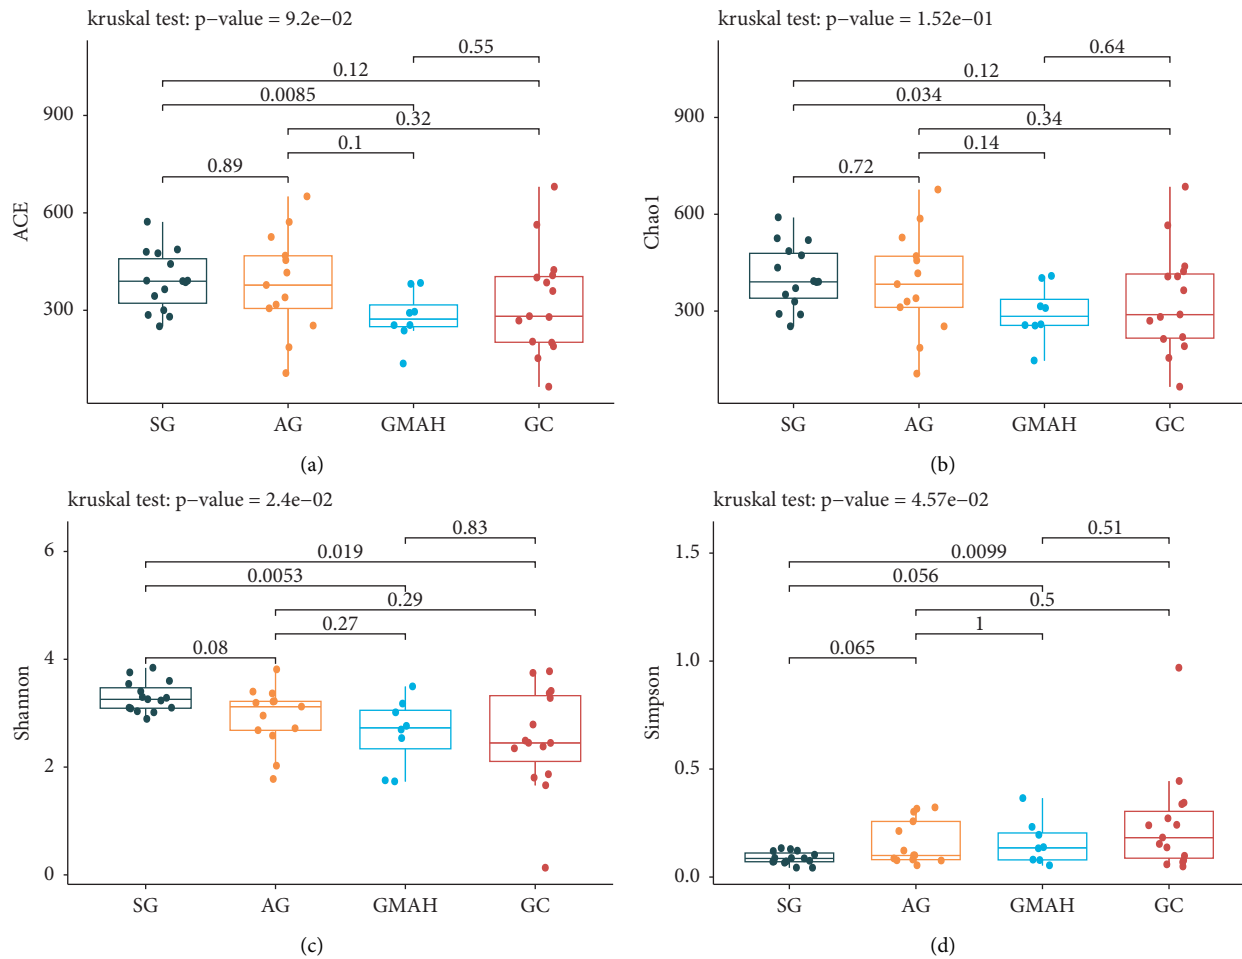 kruskal test: p−value = 9.2e−02
0.55
0.12
0.0085
0.32
0.1
0.89
900
600
300
ACE
SG AG GMAH GC
(a)
kruskal test: p−value = 1.52e−01
0.64
0.12
0.034
0.34
0.14
0.72
900
600
300
Chao1
SG AG GMAH GC
(b)
kruskal test: p−value = 2.4e−02
0.83
0.019
0.0053
0.29
0.27
0.08
6
4
2
0
Shannon
SG AG GMAH GC
(c)
kruskal test: p−value = 4.57e−02
0.51
0.0099
0.056
0.5
1
0.065
1.5
1.0
0.5
0.0
Simpson
SG AG GMAH GC
(d)